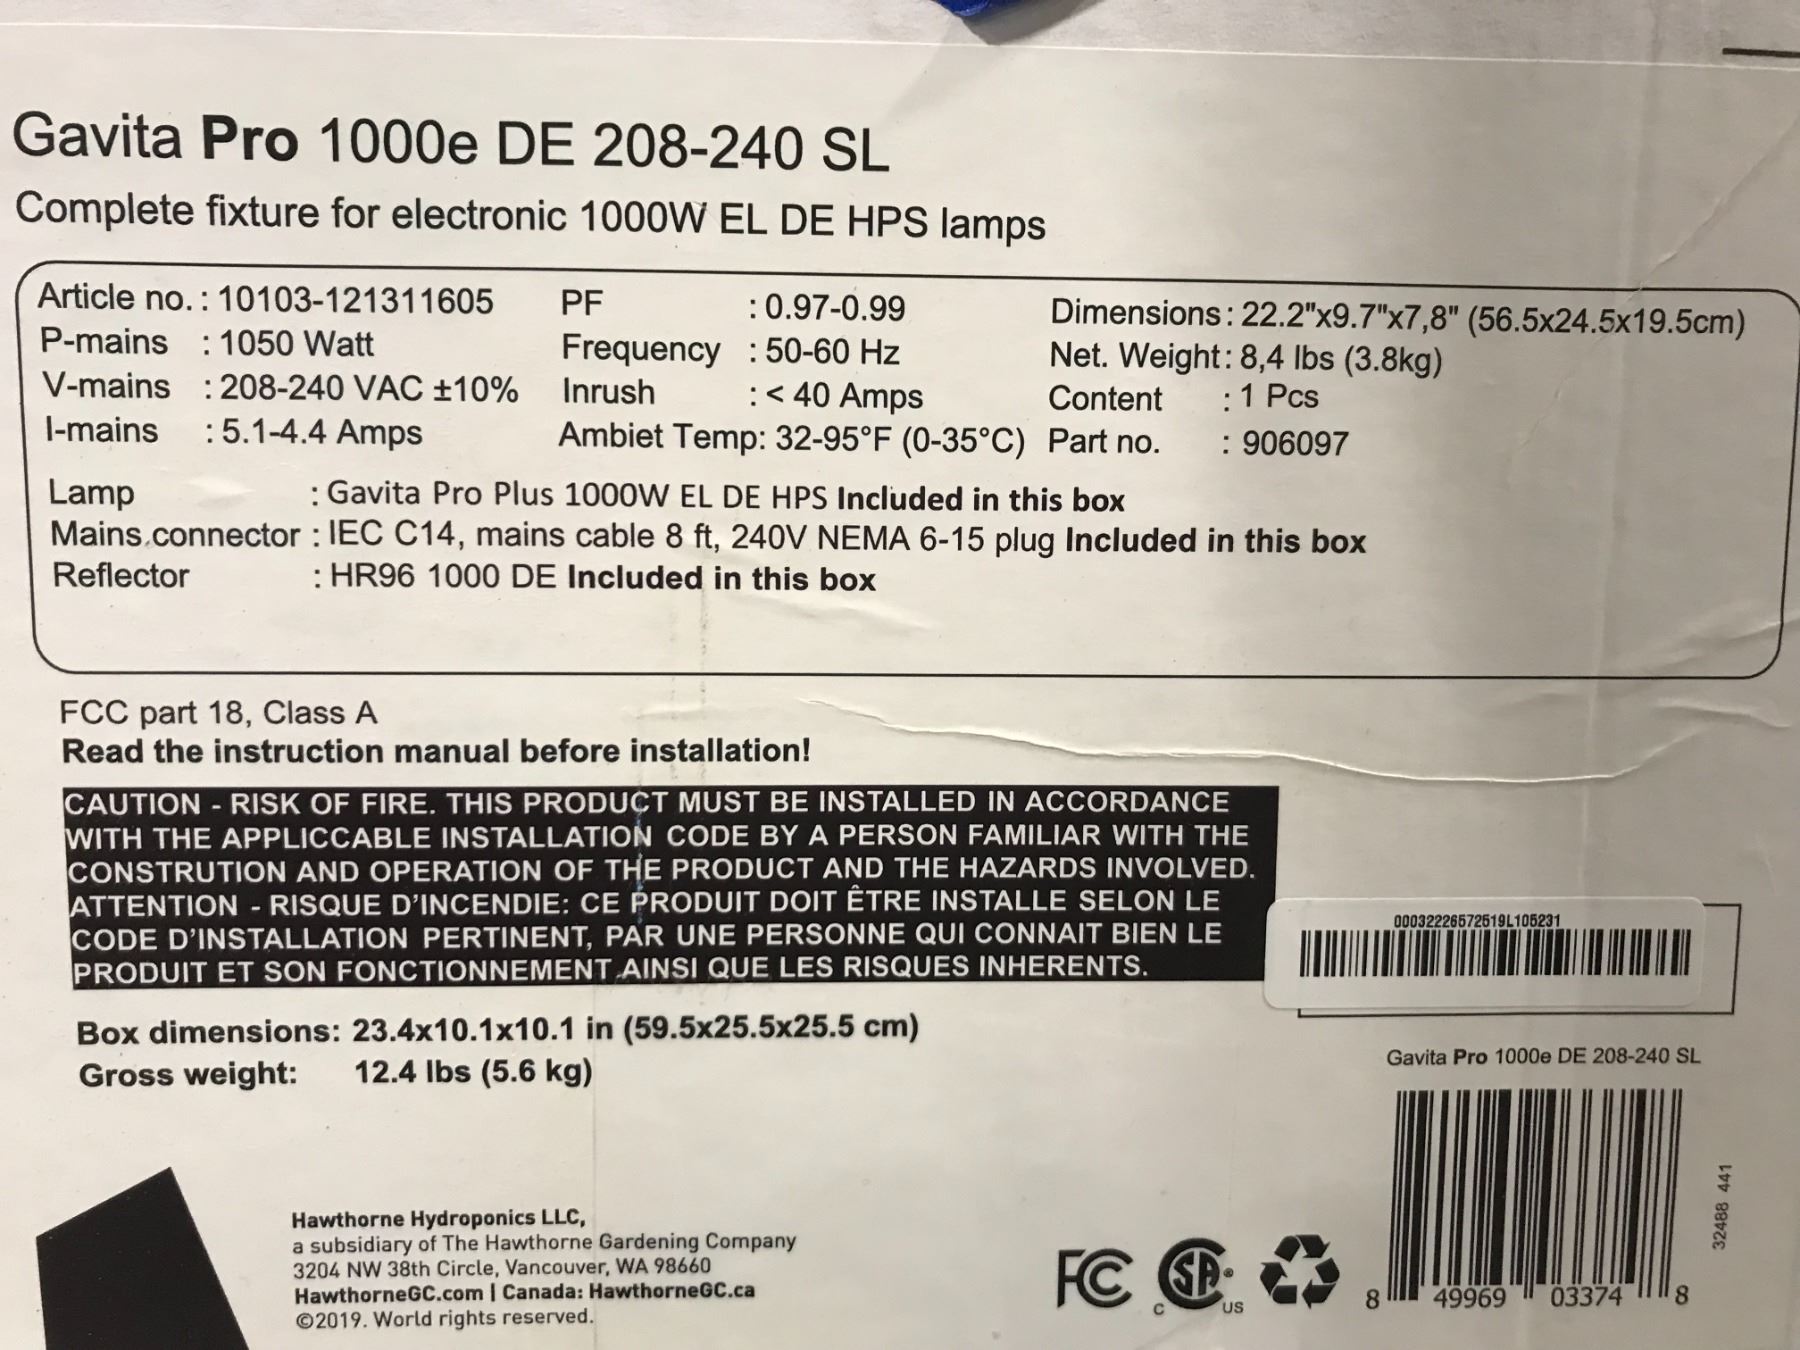 Gavita Pro 1000e DE 208-240 SL
Complete fixture for electronic 1000W EL DE HPS lamps
Article no. : 10103-121311605 PF : 0.97-0.99 Dimensions : 22.2"x9.7"x7,8" (56.5x24.5x19.5cm)
P-mains : 1050 Watt Frequency : 50-60 Hz Net. Weight : 8,4 lbs (3.8kg)
V-mains : 208-240 VAC ±10% Inrush : < 40 Amps Content : 1 Pcs
I-mains : 5.1-4.4 Amps Ambiet Temp: 32-95°F (0-35°C) Part no. : 906097
Lamp : Gavita Pro Plus 1000W EL DE HPS Included in this box
Mains connector : IEC C14, mains cable 8 ft, 240V NEMA 6-15 plug Included in this box
Reflector : HR96 1000 DE Included in this box
FCC part 18, Class A
Read the instruction manual before installation!
CAUTION - RISK OF FIRE. THIS PRODUCT MUST BE INSTALLED IN ACCORDANCE
WITH THE APPLICCABLE INSTALLATION CODE BY A PERSON FAMILIAR WITH THE
CONSTRUTION AND OPERATION OF THE PRODUCT AND THE HAZARDS INVOLVED.
ATTENTION - RISQUE D'INCENDIE: CE PRODUIT DOIT ÊTRE INSTALLE SELON LE
CODE D'INSTALLATION PERTINENT, PAR UNE PERSONNE QUI CONNAIT BIEN LE
PRODUIT ET SON FONCTIONNEMENT AINSI QUE LES RISQUES INHERENTS.
00032226572519L105231
Box dimensions: 23.4x10.1x10.1 in (59.5x25.5x25.5 cm)
Gross weight: 12.4 lbs (5.6 kg)
Gavita Pro 1000e DE 208-240 SL
32488 441
8 49969 03374 8
Hawthorne Hydroponics LLC,
a subsidiary of The Hawthorne Gardening Company
3204 NW 38th Circle, Vancouver, WA 98660
HawthorneGC.com | Canada: HawthorneGC.ca
©2019. World rights reserved.
FC C SA® US